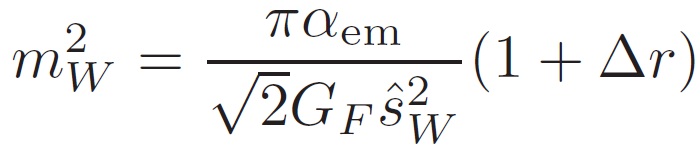 m_W^2 = \frac{\pi\alpha_{\mathrm{em}}}{\sqrt{2}G_F\hat{s}_W^2}(1 + \Delta r)